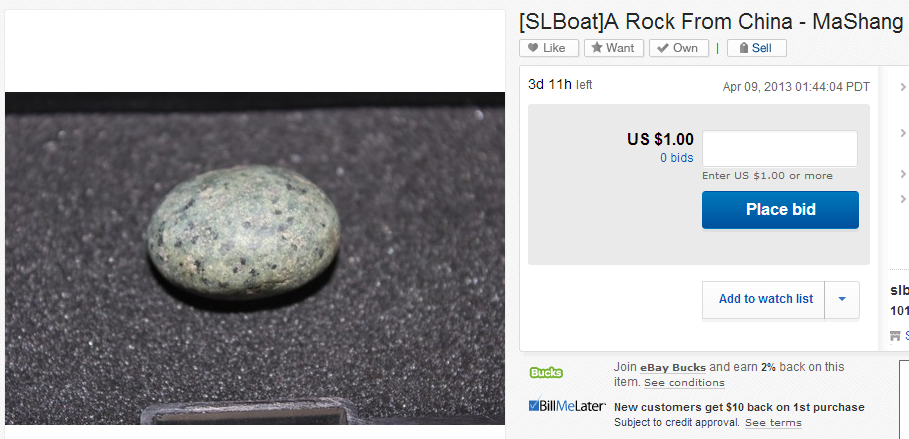 [SLBoat]A Rock From China - MaShang
Like Want Own | Sell
3d 11h left Apr 09, 2013 01:44:04 PDT
US $1.00
0 bids
Enter US $1.00 or more
Place bid
Add to watch list
slb
101
Bucks Join eBay Bucks and earn 2% back on this
item. See conditions
BillMeLater New customers get $10 back on 1st purchase
Subject to credit approval. See terms